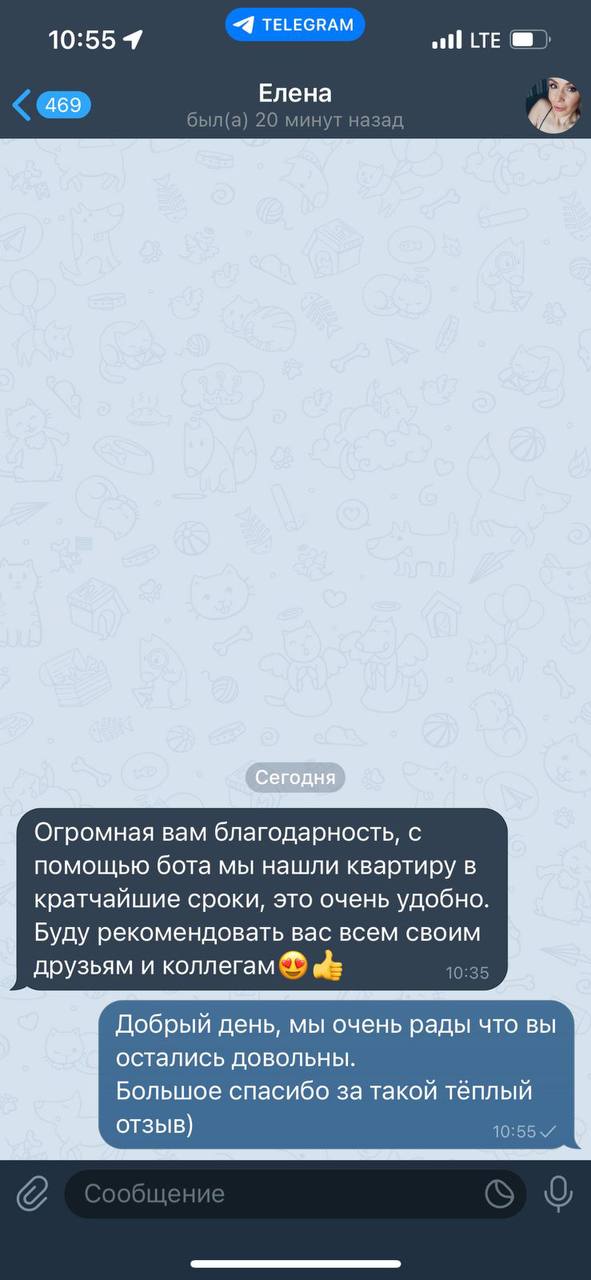 10:55
TELEGRAM
LTE
469
Елена
был(а) 20 минут назад
Сегодня
Огромная вам благодарность, с
помощью бота мы нашли квартиру в
кратчайшие сроки, это очень удобно.
Буду рекомендовать вас всем своим
друзьям и коллегам😍👍
10:35
Добрый день, мы очень рады что вы
остались довольны.
Большое спасибо за такой тёплый
отзыв)
10:55
Сообщение